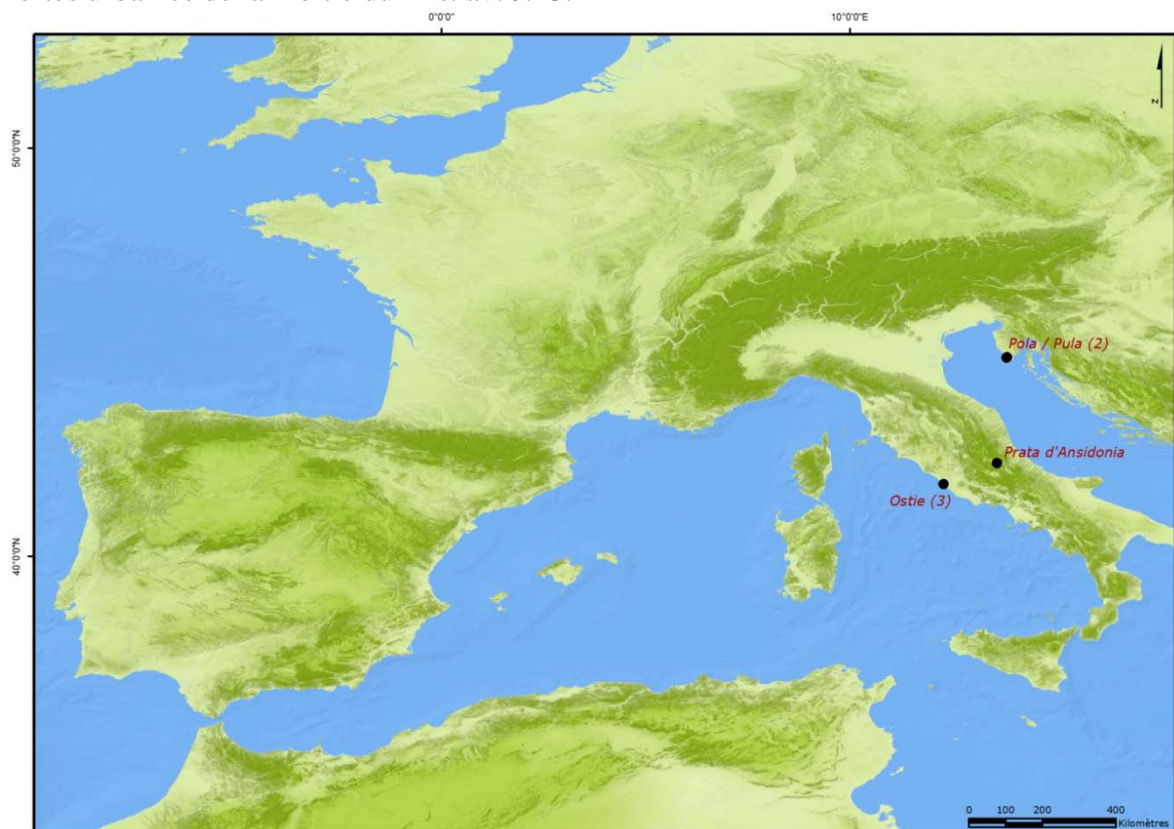 0°0'0"
10°0'0"E
50°0'0"N
N
Pola / Pula (2)
Prata d'Ansidonia
Ostie (3)
40°0'0"N
0 100 200 400
Kilomètres